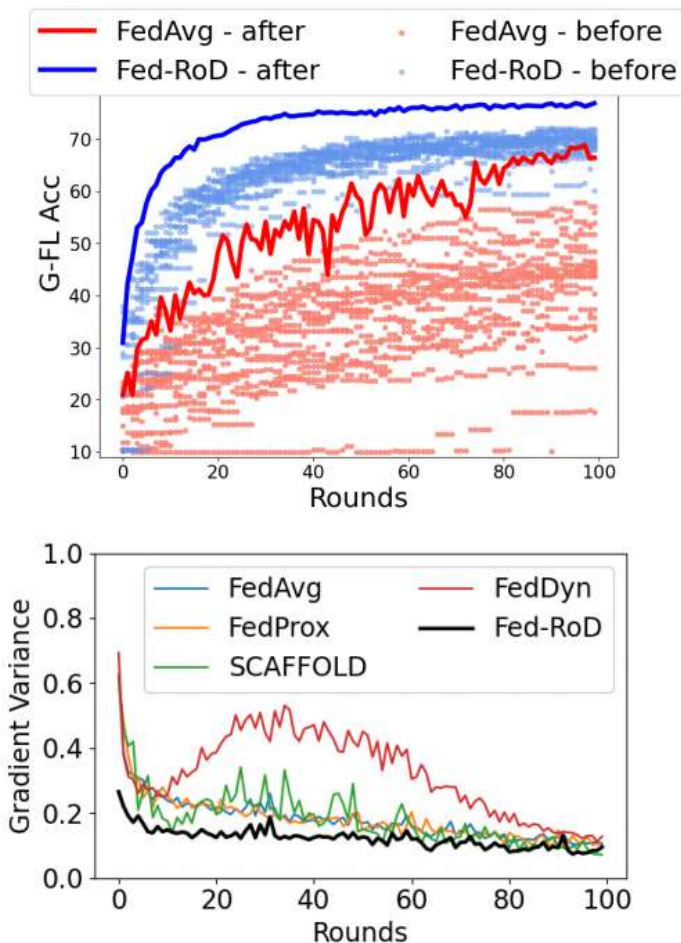 FedAvg - after FedAvg - before
Fed-RoD - after Fed-RoD - before
G-FL Acc
70
60
50
40
30
20
10
0 20 40 60 80 100
Rounds
Gradient Variance
1.0
0.8
0.6
0.4
0.2
0.0
FedAvg FedDyn
FedProx Fed-RoD
SCAFFOLD
0 20 40 60 80 100
Rounds